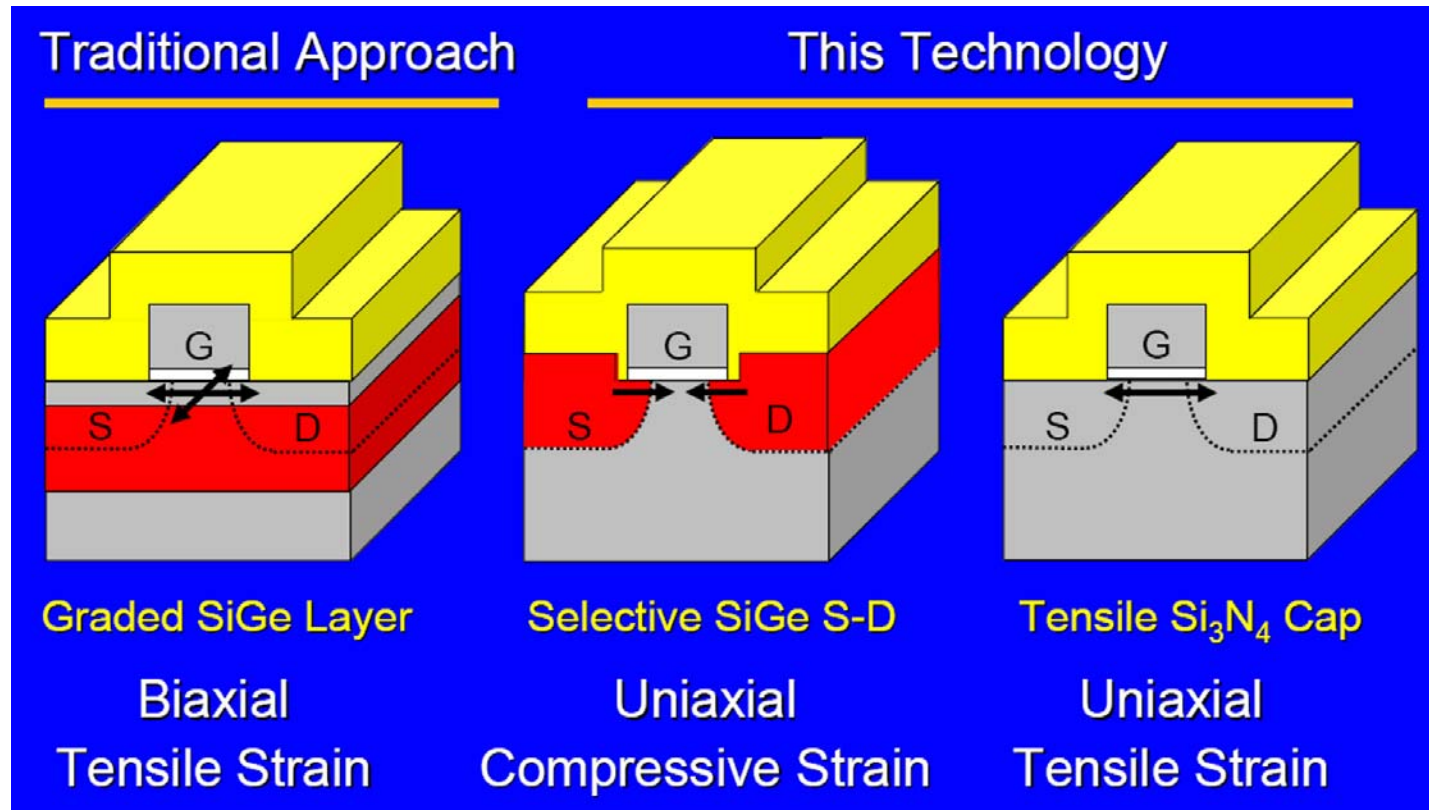 Traditional Approach
This Technology
G
S
D
G
S
D
G
S
D
Graded SiGe Layer
Selective SiGe S-D
Tensile Si₃N₄ Cap
Biaxial
Tensile Strain
Uniaxial
Compressive Strain
Uniaxial
Tensile Strain